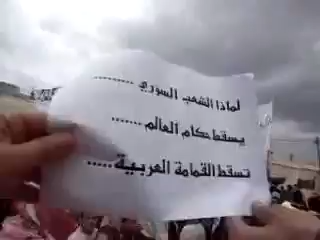 لماذا الشعب السوري ..........
يسقط حكام العالم .......
تسقط القمامة العربية .....